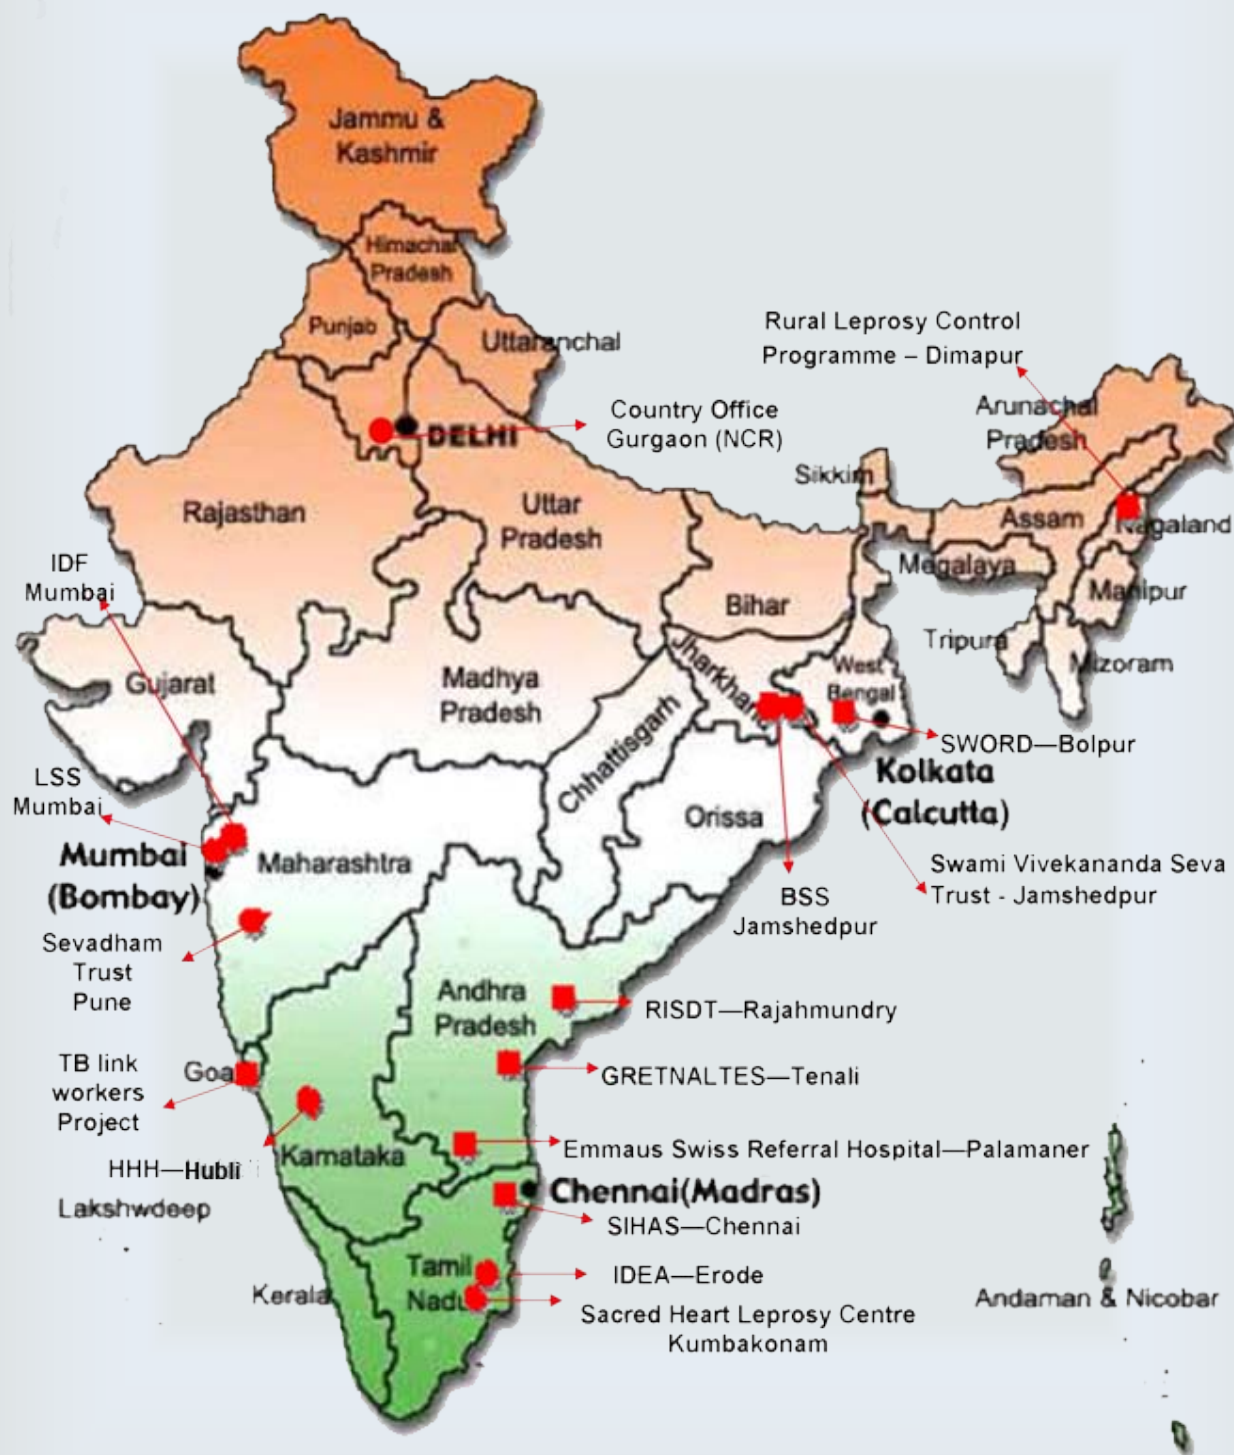 Jammu &
Kashmir
Himachal
Pradesh
Punjab
Uttaranchal
Rural Leprosy Control
Programme – Dimapur
Arunachal
Pradesh
Country Office
Gurgaon (NCR)
DELHI
Sikkim
Rajasthan
Uttar
Pradesh
Assam
Nagaland
IDF
Mumbai
Megalaya
Manipur
Bihar
Tripura
Mizoram
Gujarat
Madhya
Pradesh
Jharkhand
West
Bengal
Chhattisgarh
SWORD—Bolpur
Kolkata
(Calcutta)
LSS
Mumbai
Orissa
Mumbai
(Bombay)
Maharashtra
Swami Vivekananda Seva
Trust - Jamshedpur
BSS
Jamshedpur
Sevadham
Trust
Pune
Andhra
Pradesh
RISDT—Rajahmundry
TB link
workers
Project
Goa
GRETNALTES—Tenali
HHH—Hubli
Karnataka
Emmaus Swiss Referral Hospital—Palamaner
Lakshwdeep
Chennai(Madras)
SIHAS—Chennai
Tamil
Nadu
IDEA—Erode
Kerala
Sacred Heart Leprosy Centre
Kumbakonam
Andaman & Nicobar